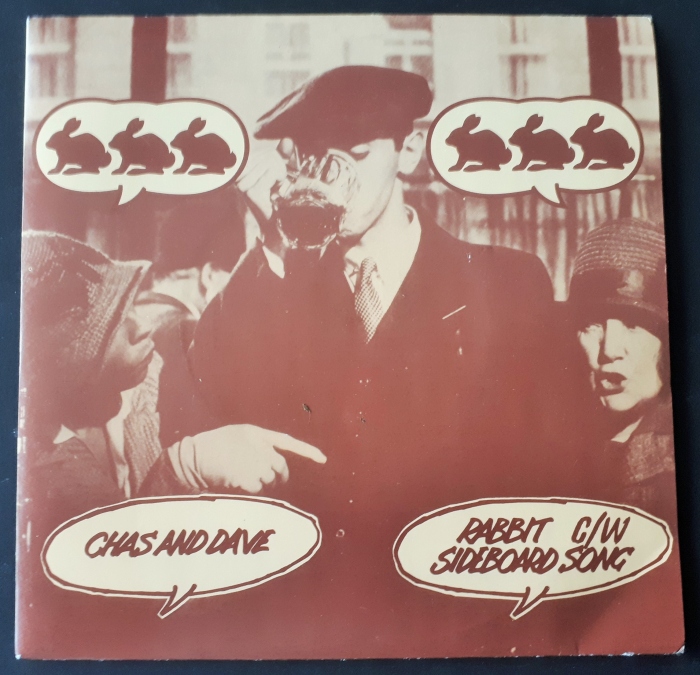 CHAS AND DAVE
RABBIT C/W
SIDEBOARD SONG